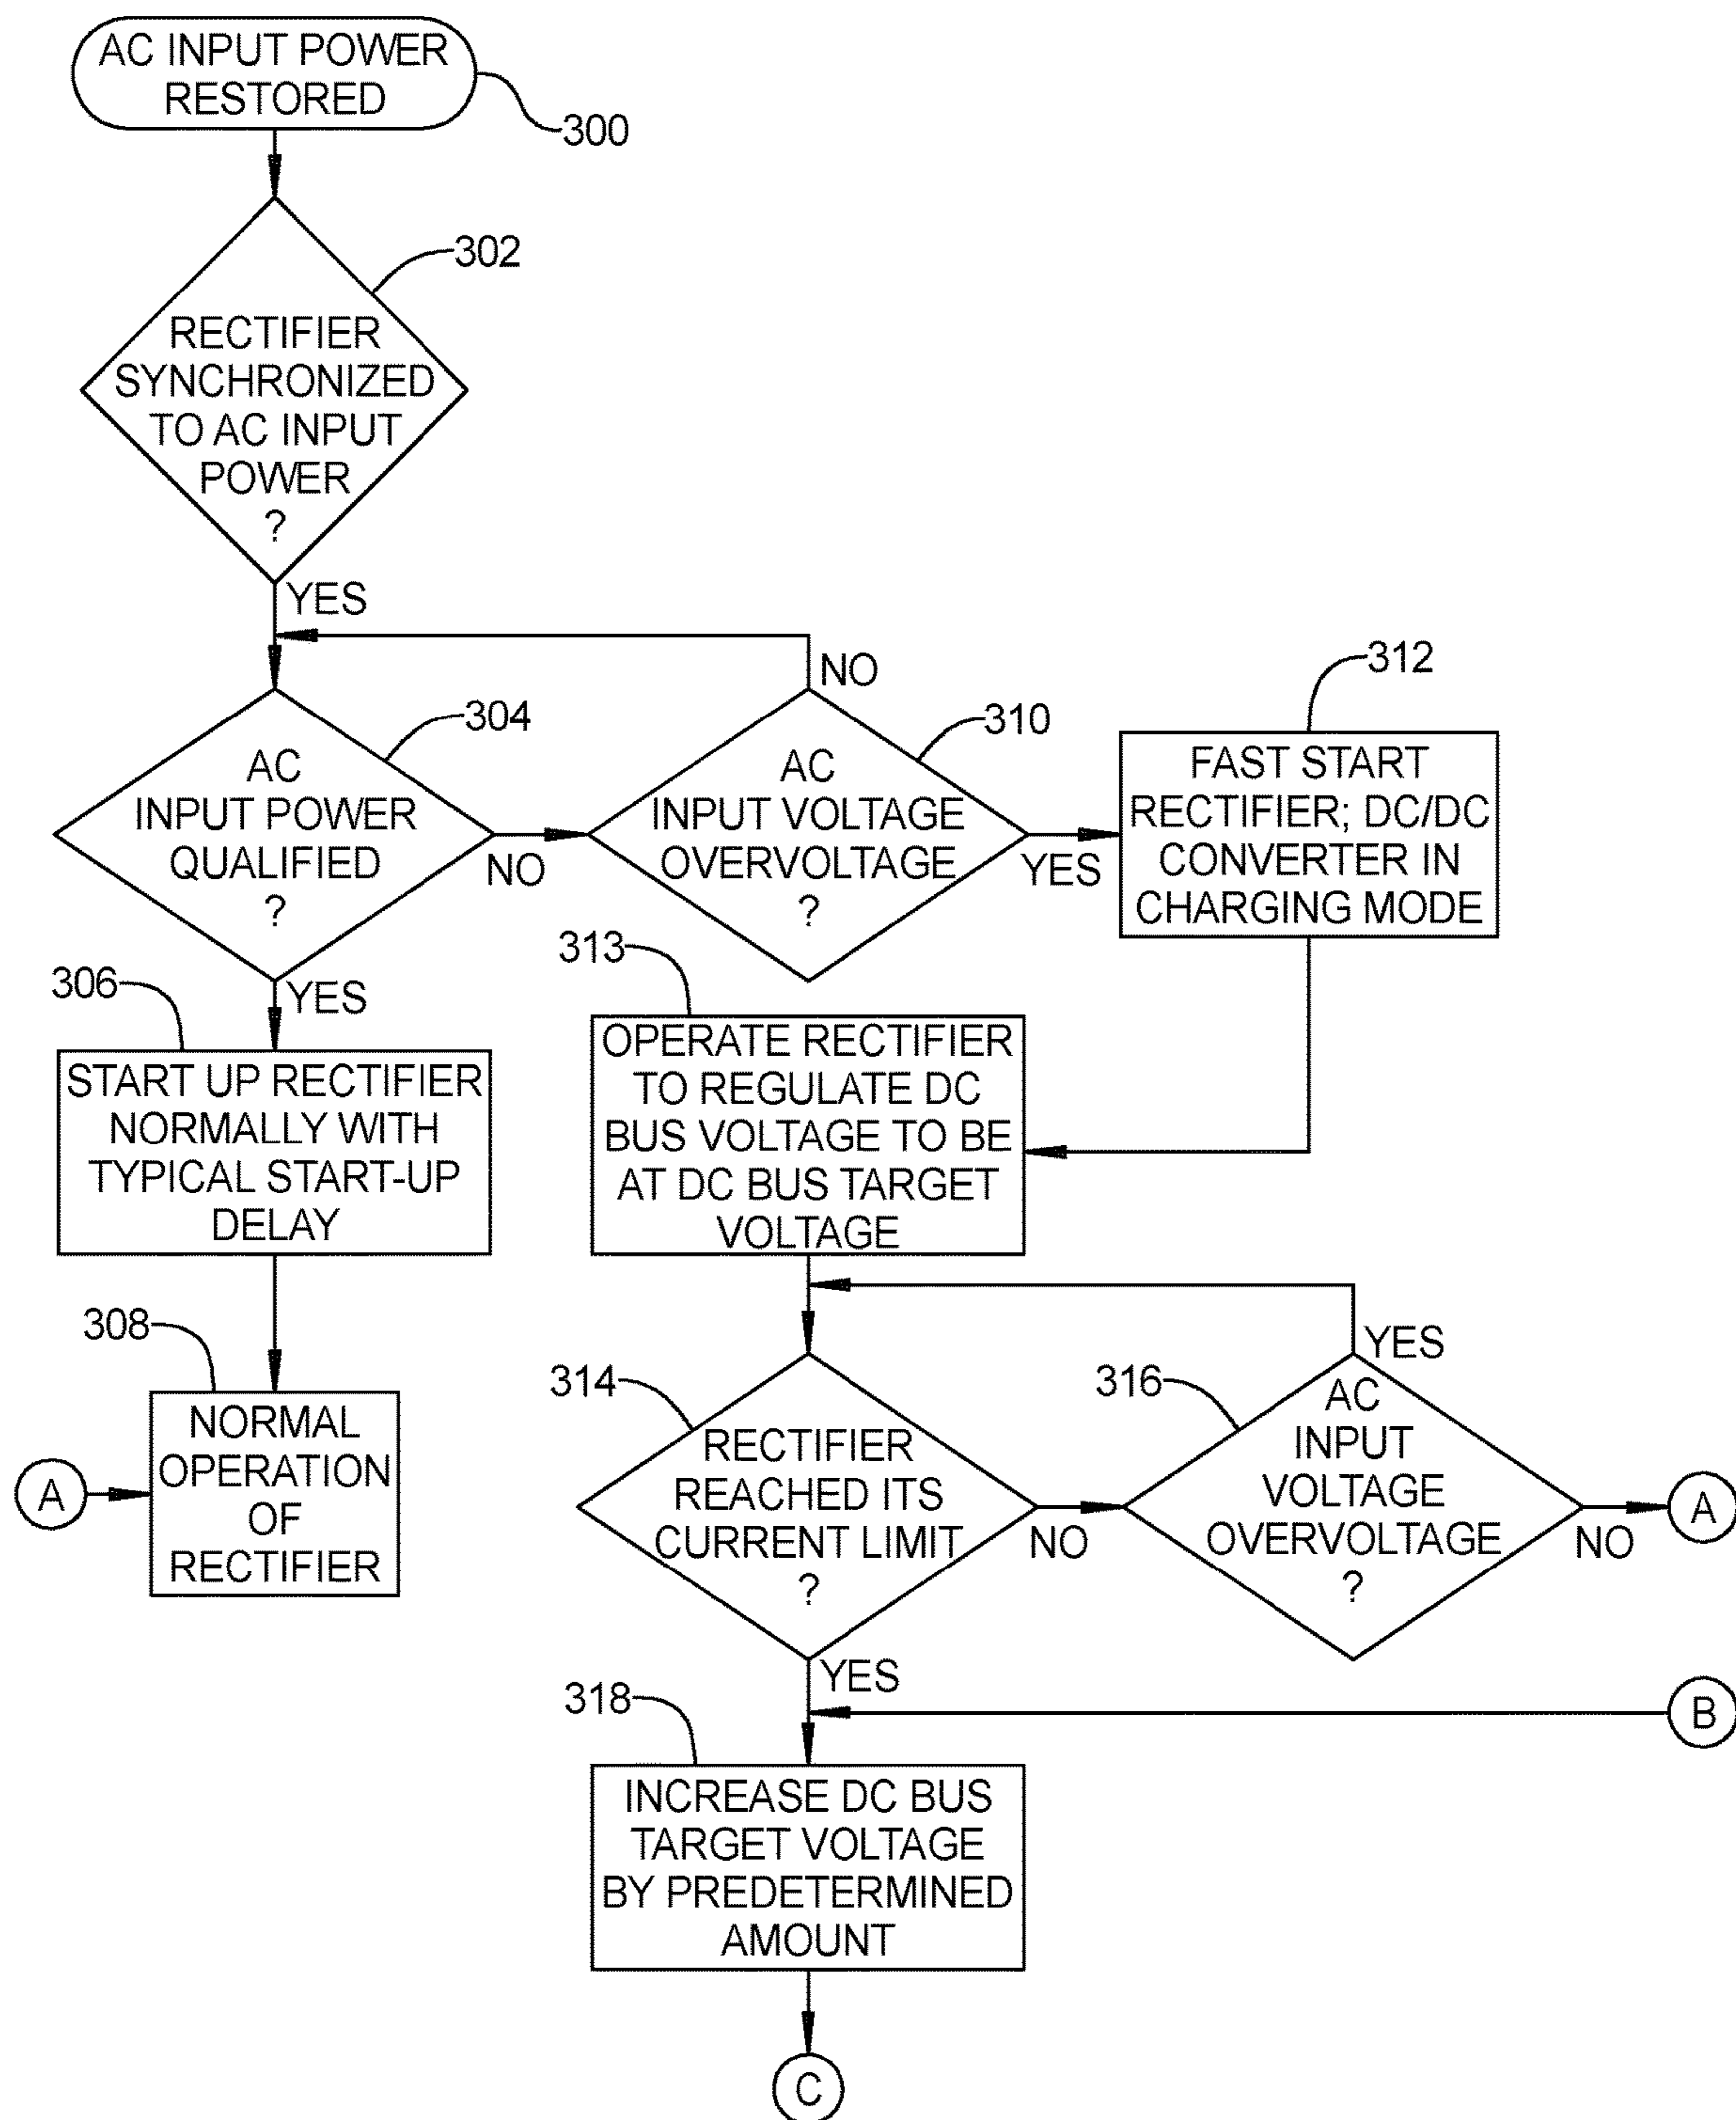 AC INPUT POWER
RESTORED
300
302
RECTIFIER
SYNCHRONIZED
TO AC INPUT
POWER
?
YES
NO
304
AC
INPUT POWER
QUALIFIED
?
NO
YES
310
AC
INPUT VOLTAGE
OVERVOLTAGE
?
YES
312
FAST START
RECTIFIER; DC/DC
CONVERTER IN
CHARGING MODE
306
START UP RECTIFIER
NORMALLY WITH
TYPICAL START-UP
DELAY
313
OPERATE RECTIFIER
TO REGULATE DC
BUS VOLTAGE TO BE
AT DC BUS TARGET
VOLTAGE
308
NORMAL
OPERATION
OF
RECTIFIER
A
314
RECTIFIER
REACHED ITS
CURRENT LIMIT
?
NO
YES
316
YES
AC
INPUT
VOLTAGE
OVERVOLTAGE
?
NO
A
B
318
INCREASE DC BUS
TARGET VOLTAGE
BY PREDETERMINED
AMOUNT
C